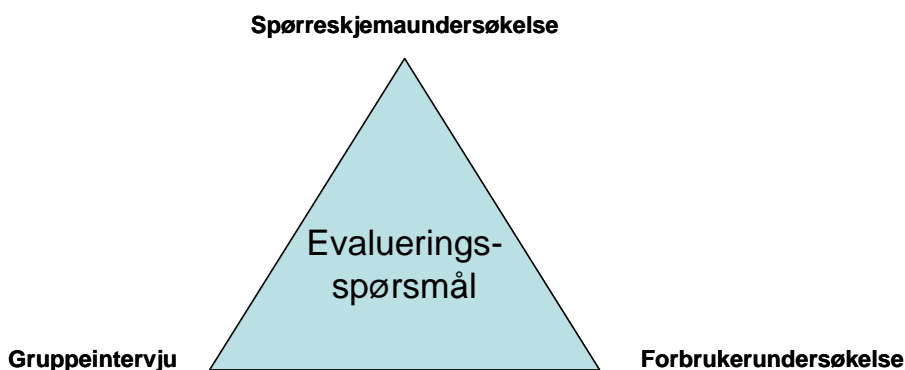 Spørreskjemaundersøkelse
Evaluerings-
spørsmål
Gruppeintervju
Forbrukerundersøkelse